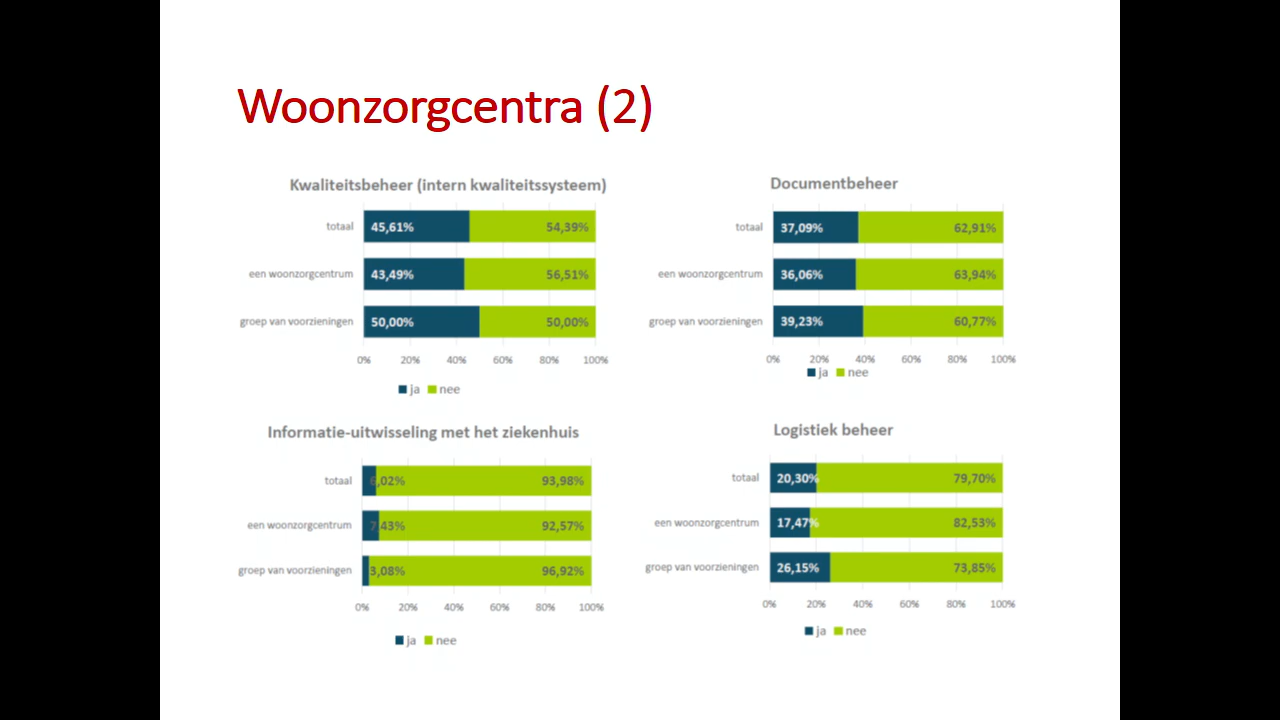 Woonzorgcentra (2)
Kwaliteitsbeheer (intern kwaliteitssysteem)
totaal 45,61% 54,39%
een woonzorgcentrum 43,49% 56,51%
groep van voorzieningen 50,00% 50,00%
0% 20% 40% 60% 80% 100%
ja nee
Documentbeheer
totaal 37,09% 62,91%
een woonzorgcentrum 36,06% 63,94%
groep van voorzieningen 39,23% 60,77%
0% 20% 40% 60% 80% 100%
ja nee
Informatie-uitwisseling met het ziekenhuis
totaal 6,02% 93,98%
een woonzorgcentrum 7,43% 92,57%
groep van voorzieningen 3,08% 96,92%
0% 20% 40% 60% 80% 100%
ja nee
Logistiek beheer
totaal 20,30% 79,70%
een woonzorgcentrum 17,47% 82,53%
groep van voorzieningen 26,15% 73,85%
0% 20% 40% 60% 80% 100%
ja nee